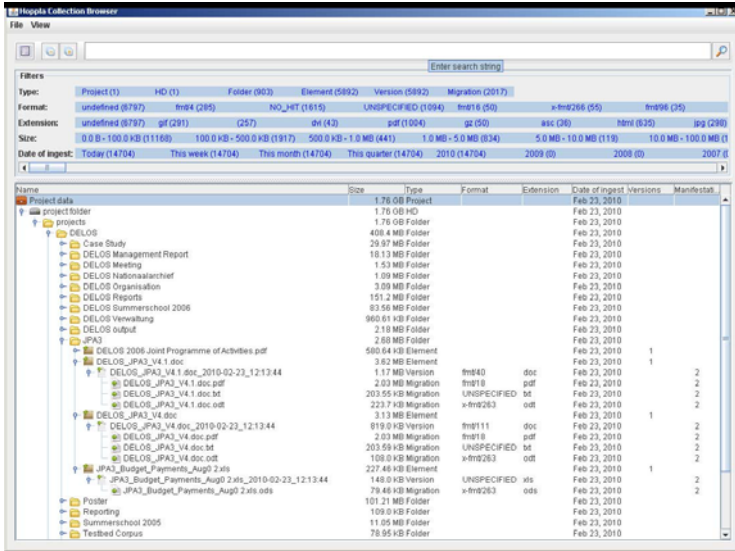 Hoppla Collection Browser
File View
Enter search string
Filters
Type: Project (1) HD (1) Folder (903) Element (5892) Version (5892) Migration (2017)
Format: undefined (6797) fmt/4 (285) NO_HIT (1615) UNSPECIFIED (1094) fmt/16 (50) x-fmt/266 (55) fmt/96 (35)
Extension: undefined (6797) gif (291) (257) dvi (43) pdf (1004) gz (50) asc (36) html (635) jpg (298)
Size: 0.0 B - 100.0 KB (11168) 100.0 KB - 500.0 KB (1917) 500.0 KB - 1.0 MB (441) 1.0 MB - 5.0 MB (834) 5.0 MB - 10.0 MB (119) 10.0 MB - 100.0 MB (1
Date of ingest: Today (14704) This week (14704) This month (14704) This quarter (14704) 2010 (14704) 2009 (0) 2008 (0) 2007 (0
Name Size Type Format Extension Date of ingest Versions Manifestati...
Project data 1.76 GB Project Feb 23, 2010
project folder 1.76 GB HD Feb 23, 2010
projects 1.76 GB Folder Feb 23, 2010
DELOS 408.4 MB Folder Feb 23, 2010
Case Study 29.97 MB Folder Feb 23, 2010
DELOS Management Report 18.13 MB Folder Feb 23, 2010
DELOS Meeting 1.53 MB Folder Feb 23, 2010
DELOS Nationaalarchief 1.09 MB Folder Feb 23, 2010
DELOS Organisation 3.09 MB Folder Feb 23, 2010
DELOS Reports 151.2 MB Folder Feb 23, 2010
DELOS Summerschool 2006 83.56 MB Folder Feb 23, 2010
DELOS Verwaltung 960.61 KB Folder Feb 23, 2010
DELOS output 2.18 MB Folder Feb 23, 2010
JPA3 2.68 MB Folder Feb 23, 2010
DELOS 2006 Joint Programme of Activities.pdf 580.64 KB Element Feb 23, 2010 1
DELOS_JPA3_V4.1.doc 3.62 MB Element Feb 23, 2010 1
DELOS_JPA3_V4.1.doc_2010-02-23_12:13:44 1.17 MB Version fmt/40 doc Feb 23, 2010 2
DELOS_JPA3_V4.1.doc.pdf 2.03 MB Migration fmt/18 pdf Feb 23, 2010 2
DELOS_JPA3_V4.1.doc.txt 203.55 KB Migration UNSPECIFIED txt Feb 23, 2010 2
DELOS_JPA3_V4.1.doc.odt 223.7 KB Migration x-fmt/263 odt Feb 23, 2010 2
DELOS_JPA3_V4.doc 3.13 MB Element Feb 23, 2010 1
DELOS_JPA3_V4.doc_2010-02-23_12:13:44 819.0 KB Version fmt/111 doc Feb 23, 2010 2
DELOS_JPA3_V4.doc.pdf 2.03 MB Migration fmt/18 pdf Feb 23, 2010 2
DELOS_JPA3_V4.doc.txt 203.59 KB Migration UNSPECIFIED txt Feb 23, 2010 2
DELOS_JPA3_V4.doc.odt 108.0 KB Migration x-fmt/263 odt Feb 23, 2010 2
JPA3_Budget_Payments_Aug0 2.xls 227.46 KB Element Feb 23, 2010 1
JPA3_Budget_Payments_Aug0 2.xls_2010-02-23_12:13:44 148.0 KB Version UNSPECIFIED xls Feb 23, 2010 2
JPA3_Budget_Payments_Aug0 2.xls.ods 79.46 KB Migration x-fmt/263 ods Feb 23, 2010 2
Poster 101.21 MB Folder Feb 23, 2010
Reporting 109.0 KB Folder Feb 23, 2010
Summerschool 2005 11.05 MB Folder Feb 23, 2010
Testbed Corpus 78.95 KB Folder Feb 23, 2010